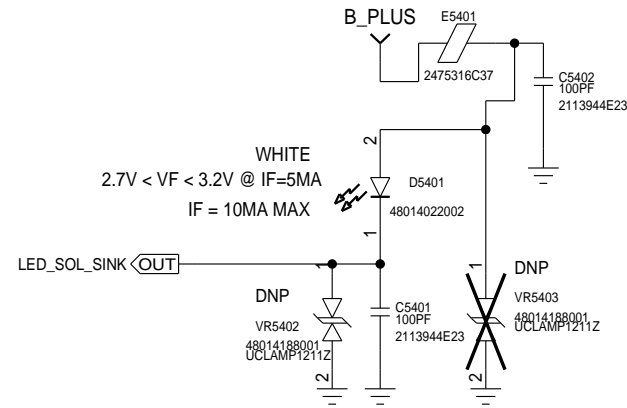 B_PLUS
E5401
2475316C37
C5402
100PF
2113944E23
WHITE
2.7V < VF < 3.2V @ IF=5MA
IF = 10MA MAX
2
D5401
48014022002
1
LED_SOL_SINK OUT
1
DNP
VR5402
48014188001
UCLAMP1211Z
2
C5401
100PF
2113944E23
1
DNP
VR5403
48014188001
UCLAMP1211Z
2